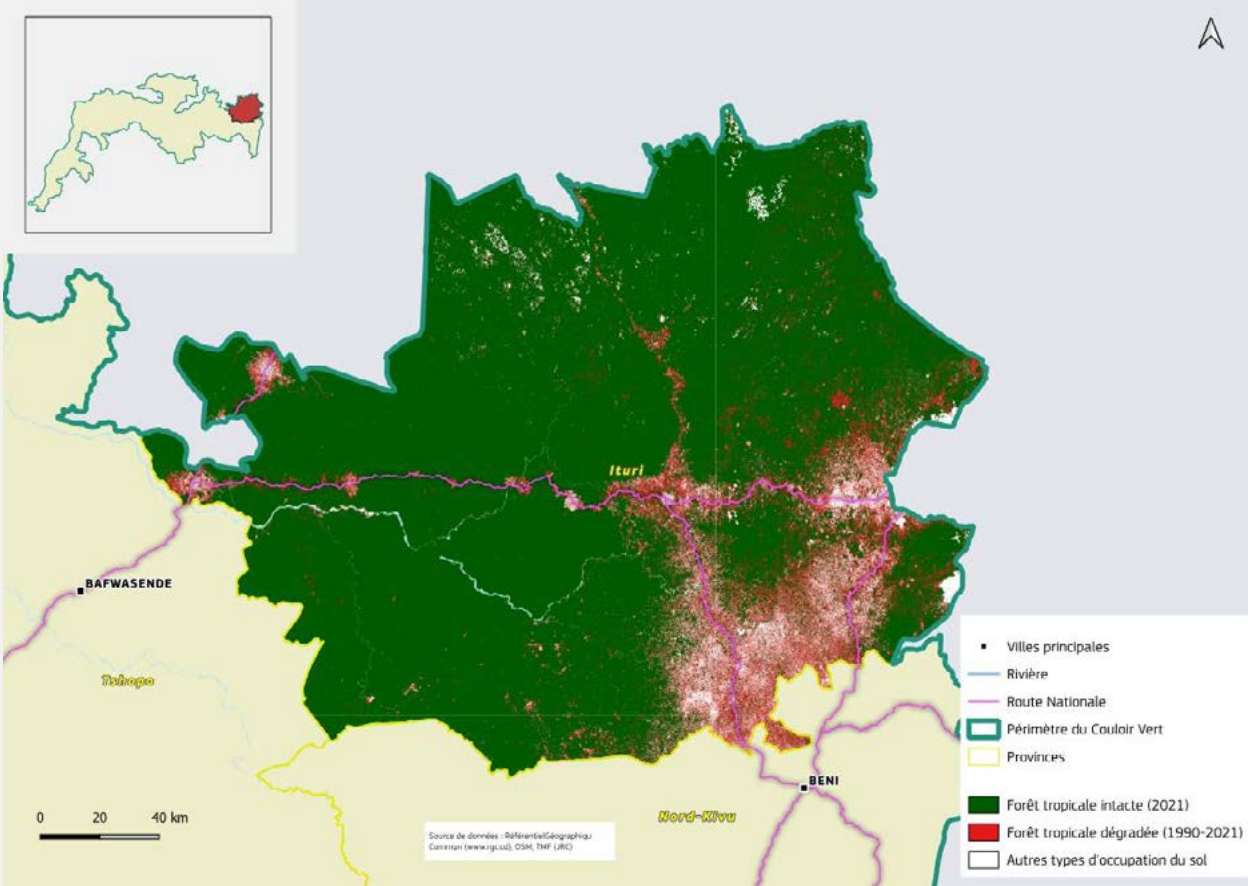 Ituri
BAFWASENDE
Tshopo
BENI
Nord-Kivu
0 20 40 km
Source de données : RéférentielGéographiqu
Commun (www.rgc.cd), OSM, TMF (JRC)
Villes principales
Rivière
Route Nationale
Périmètre du Couloir Vert
Provinces
Forêt tropicale intacte (2021)
Forêt tropicale dégradée (1990-2021)
Autres types d'occupation du sol